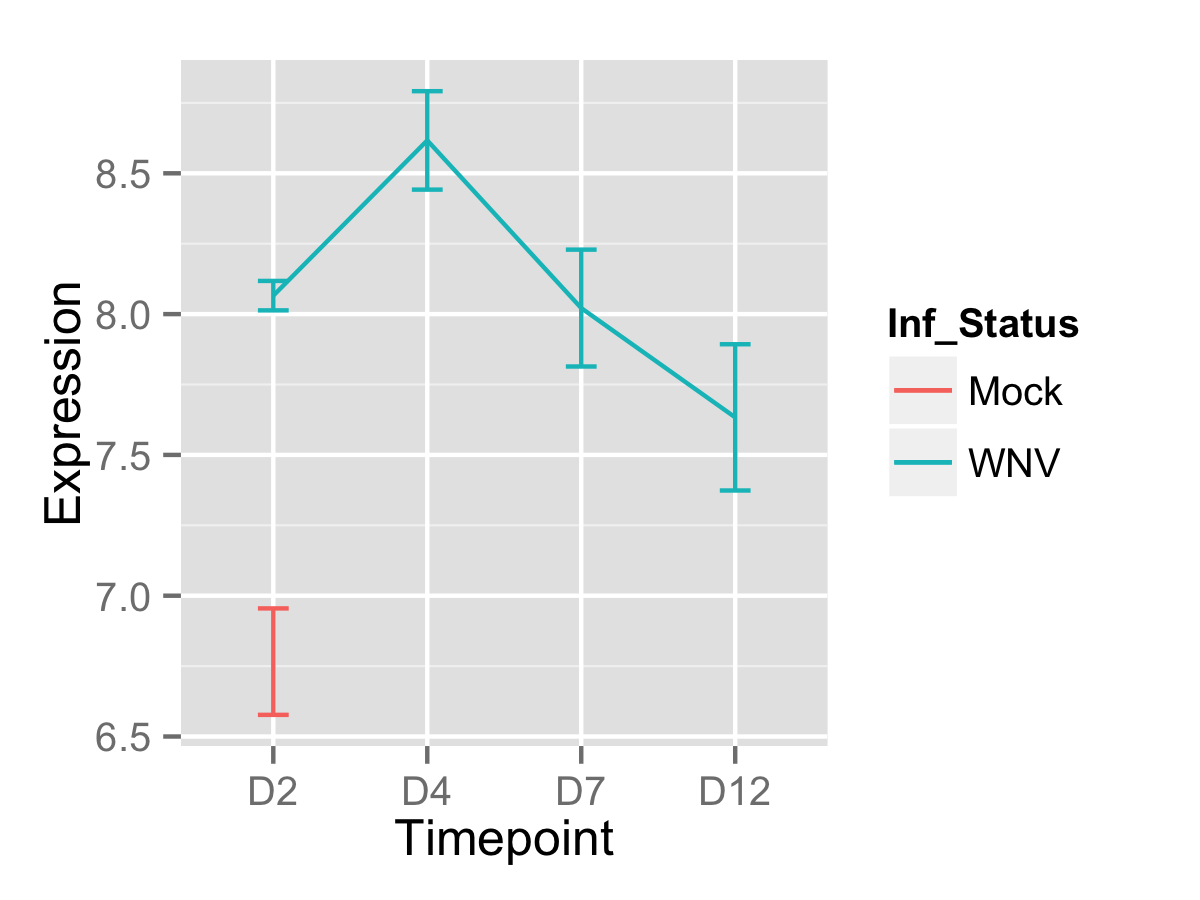 Expression
8.5
8.0
7.5
7.0
6.5
D2 D4 D7 D12
Timepoint
Inf_Status
Mock
WNV